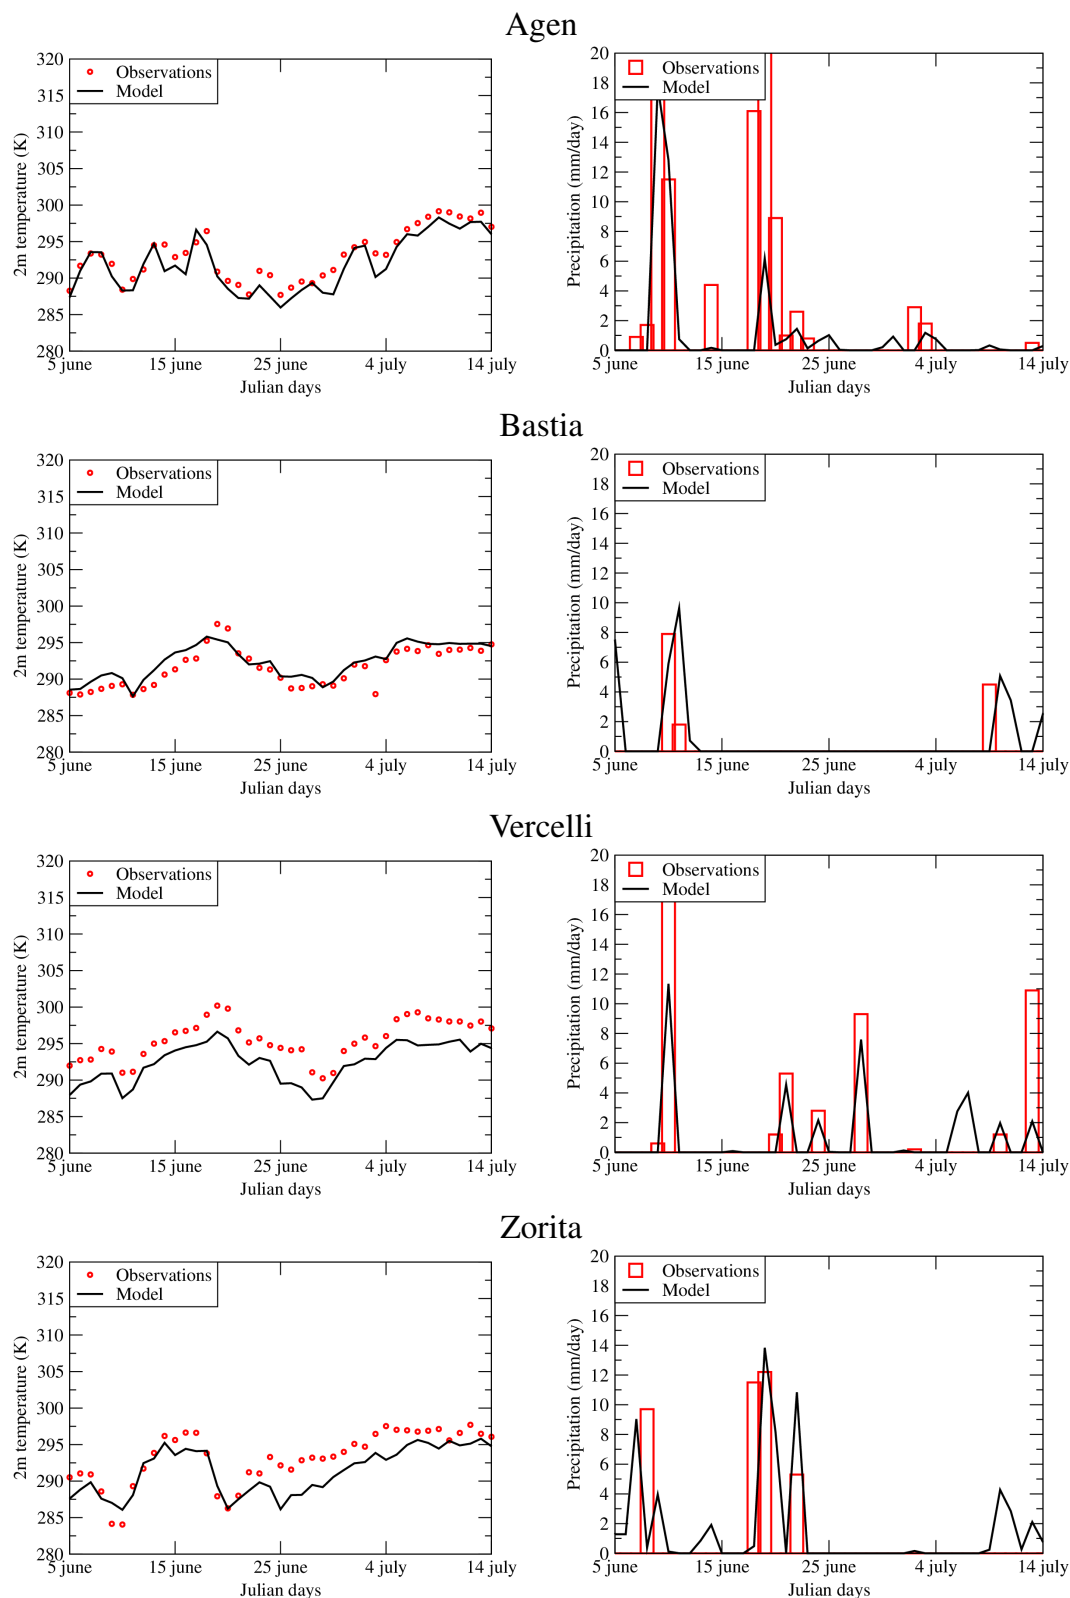 Agen
320
315
310
305
300
295
290
285
280
2m temperature (K)
Observations
Model
5 june
15 june
25 june
4 july
14 july
Julian days
20
18
16
14
12
10
8
6
4
2
0
Precipitation (mm/day)
Observations
Model
5 june
15 june
25 june
4 july
14 july
Julian days
Bastia
320
315
310
305
300
295
290
285
280
2m temperature (K)
Observations
Model
5 june
15 june
25 june
4 july
14 july
Julian days
20
18
16
14
12
10
8
6
4
2
0
Precipitation (mm/day)
Observations
Model
5 june
15 june
25 june
4 july
14 july
Julian days
Vercelli
320
315
310
305
300
295
290
285
280
2m temperature (K)
Observations
Model
5 june
15 june
25 june
4 july
14 july
Julian days
20
18
16
14
12
10
8
6
4
2
0
Precipitation (mm/day)
Observations
Model
5 june
15 june
25 june
4 july
14 july
Julian days
Zorita
320
315
310
305
300
295
290
285
280
2m temperature (K)
Observations
Model
5 june
15 june
25 june
4 july
14 july
Julian days
20
18
16
14
12
10
8
6
4
2
0
Precipitation (mm/day)
Observations
Model
5 june
15 june
25 june
4 july
14 july
Julian days